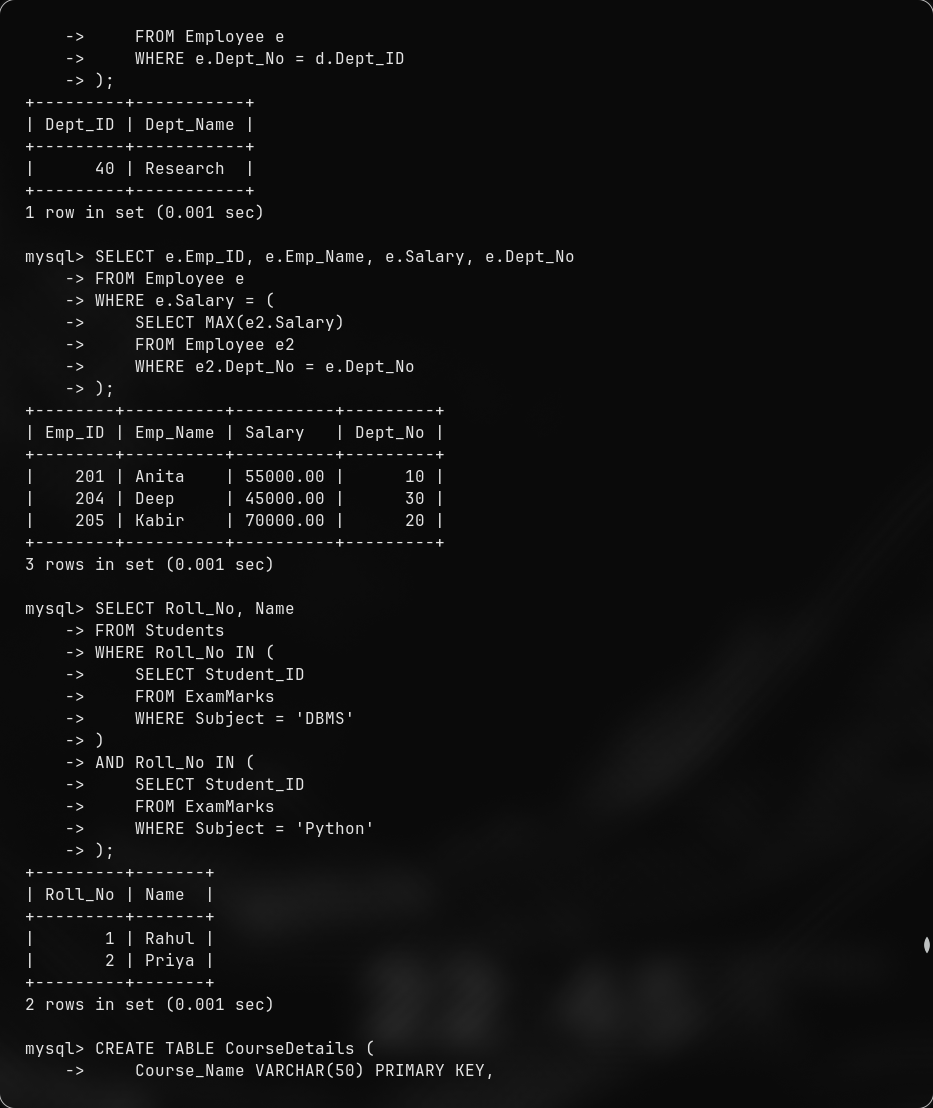 ->     FROM Employee e
    ->     WHERE e.Dept_No = d.Dept_ID
    -> );
+---------+-----------+
| Dept_ID | Dept_Name |
+---------+-----------+
|      40 | Research  |
+---------+-----------+
1 row in set (0.001 sec)

mysql> SELECT e.Emp_ID, e.Emp_Name, e.Salary, e.Dept_No
    -> FROM Employee e
    -> WHERE e.Salary = (
    ->     SELECT MAX(e2.Salary)
    ->     FROM Employee e2
    ->     WHERE e2.Dept_No = e.Dept_No
    -> );
+--------+----------+----------+---------+
| Emp_ID | Emp_Name | Salary   | Dept_No |
+--------+----------+----------+---------+
|    201 | Anita    | 55000.00 |      10 |
|    204 | Deep     | 45000.00 |      30 |
|    205 | Kabir    | 70000.00 |      20 |
+--------+----------+----------+---------+
3 rows in set (0.001 sec)

mysql> SELECT Roll_No, Name
    -> FROM Students
    -> WHERE Roll_No IN (
    ->     SELECT Student_ID
    ->     FROM ExamMarks
    ->     WHERE Subject = 'DBMS'
    -> )
    -> AND Roll_No IN (
    ->     SELECT Student_ID
    ->     FROM ExamMarks
    ->     WHERE Subject = 'Python'
    -> );
+---------+-------+
| Roll_No | Name  |
+---------+-------+
|       1 | Rahul |
|       2 | Priya |
+---------+-------+
2 rows in set (0.001 sec)

mysql> CREATE TABLE CourseDetails (
    ->     Course_Name VARCHAR(50) PRIMARY KEY,